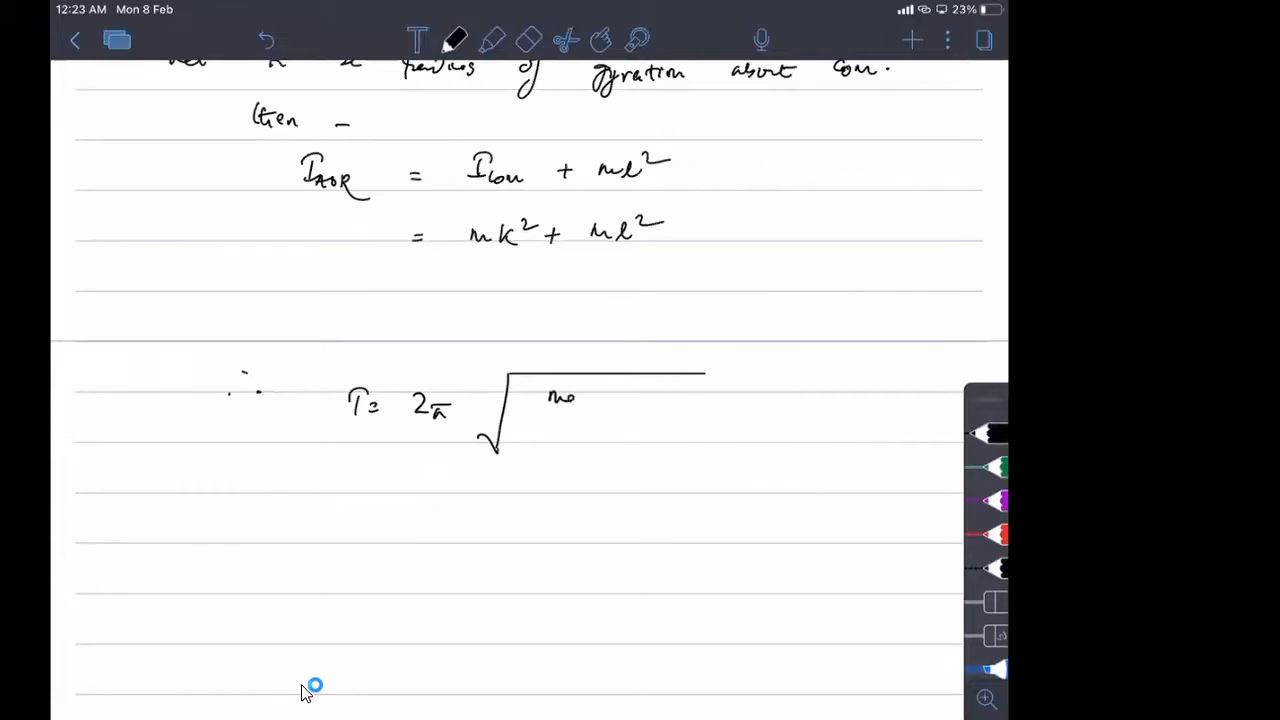 12:23 AM Mon 8 Feb 23%
radius of gyration about com.
then –
I_AOR = I_com + ml²
= mk² + ml²
∴ T = 2π √ m